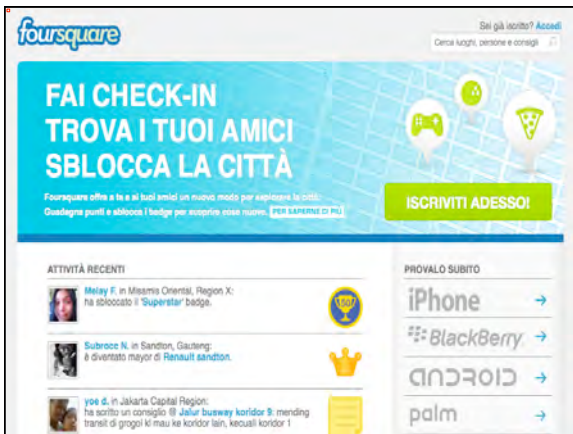 foursquare
Sei già iscritto? Accedi
Cerca luoghi, persone e consigli
FAI CHECK-IN
TROVA I TUOI AMICI
SBLOCCA LA CITTÀ
Foursquare offre a te e ai tuoi amici un nuovo modo per esplorare la città.
Guadagna punti e sblocca i badge per scoprire cose nuove. PER SAPERNE DI PIÙ
ISCRIVITI ADESSO!
ATTIVITÀ RECENTI
Melay F. in Misamis Oriental, Region X:
ha sbloccato il 'Superstar' badge.
50
Subrocc N. in Sandton, Gauteng:
è diventato mayor di Renault sandton.
yoe d. in Jakarta Capital Region:
ha scritto un consiglio @ Jalur busway koridor 9: mending
transit di grogol kl mau ke koridor lain, kecuali koridor 1
PROVALO SUBITO
iPhone
BlackBerry
android
palm